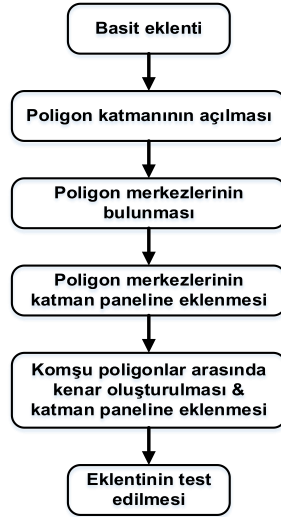 Basit eklenti
Poligon katmanının açılması
Poligon merkezlerinin
bulunması
Poligon merkezlerinin
katman paneline eklenmesi
Komşu poligonlar arasında
kenar oluşturulması &
katman paneline eklenmesi
Eklentinin test
edilmesi